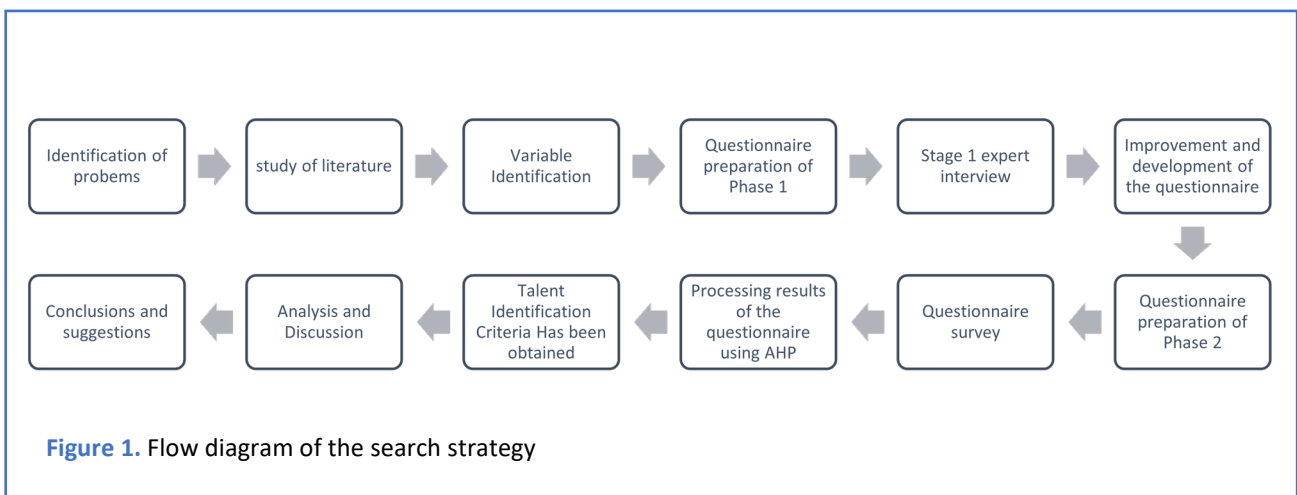 Identification of
probems
study of literature
Variable
Identification
Questionnaire
preparation of
Phase 1
Stage 1 expert
interview
Improvement and
development of
the questionnaire
Conclusions and
suggestions
Analysis and
Discussion
Talent
Identification
Criteria Has been
obtained
Processing results
of the
questionnaire
using AHP
Questionnaire
survey
Questionnaire
preparation of
Phase 2
Figure 1. Flow diagram of the search strategy